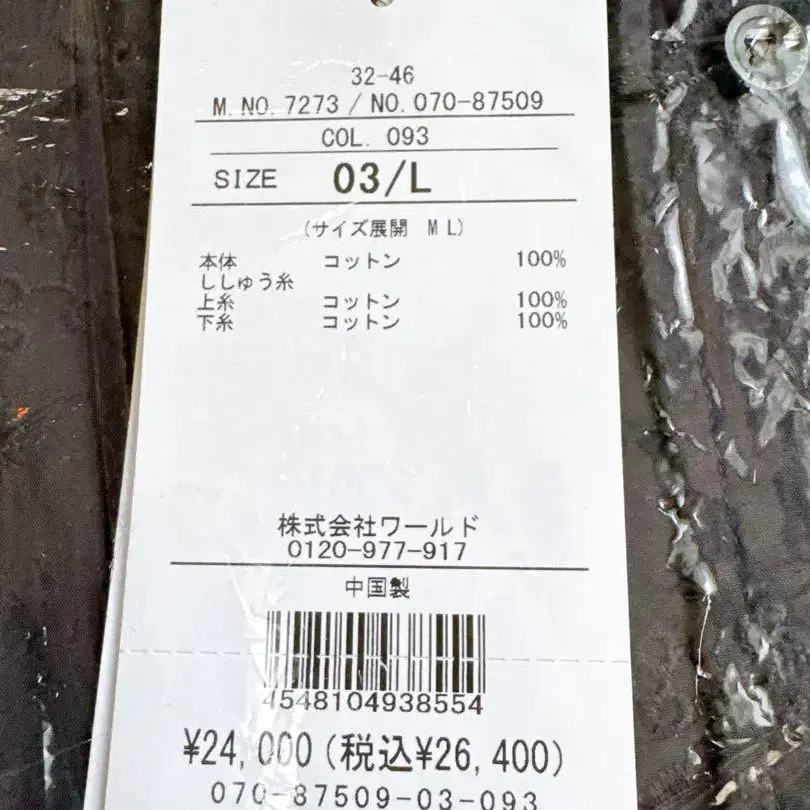 32-46
M.NO.7273 / NO.070-87509
COL. 093
SIZE 03/L
(サイズ展開 M L)
本体 コットン 100%
ししゅう糸
上糸 コットン 100%
下糸 コットン 100%
株式会社ワールド
0120-977-917
中国製
4548104938554
¥24,000(税込¥26,400)
070-87509-03-093